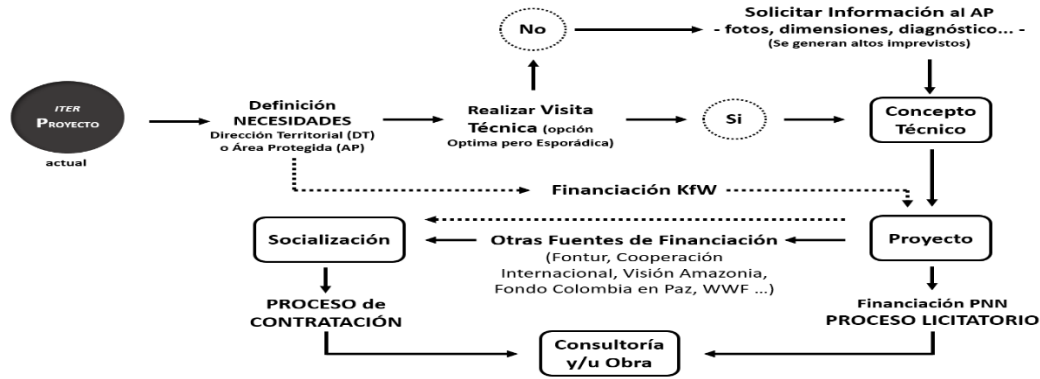 ITER
PROYECTO
actual
Definición
NECESIDADES
Dirección Territorial (DT)
o Área Protegida (AP)
Realizar Visita
Técnica (opción
Optima pero Esporádica)
No
Solicitar Información al AP
- fotos, dimensiones, diagnóstico... -
(Se generan altos imprevistos)
Si
Concepto
Técnico
Financiación KfW
Proyecto
Otras Fuentes de Financiación
(Fontur, Cooperación
Internacional, Visión Amazonia,
Fondo Colombia en Paz, WWF ...)
Socialización
PROCESO de
CONTRATACIÓN
Financiación PNN
PROCESO LICITATORIO
Consultoría
y/u Obra